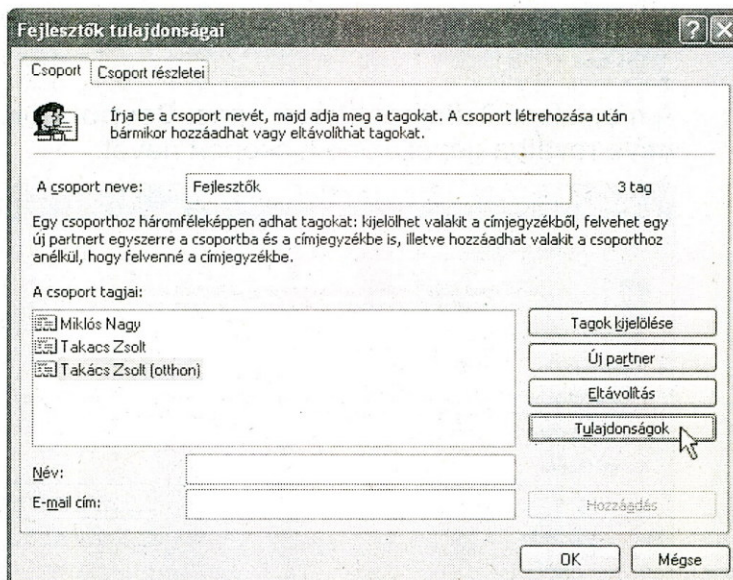 Fejlesztők tulajdonságai
Csoport
Csoport részletei
Írja be a csoport nevét, majd adja meg a tagokat. A csoport létrehozása után
bármikor hozzáadhat vagy eltávolíthat tagokat.
A csoport neve:
Fejlesztők
3 tag
Egy csoporthoz háromféleképpen adhat tagokat: kijelölhet valakit a címjegyzékből, felvehet egy
új partnert egyszerre a csoportba és a címjegyzékbe is, illetve hozzáadhat valakit a csoporthoz
anélkül, hogy felvenné a címjegyzékbe.
A csoport tagjai:
Miklós Nagy
Takacs Zsolt
Takács Zsolt (otthon)
Tagok kijelölése
Új partner
Eltávolítás
Tulajdonságok
Név:
E-mail cím:
Hozzáadás
OK
Mégse